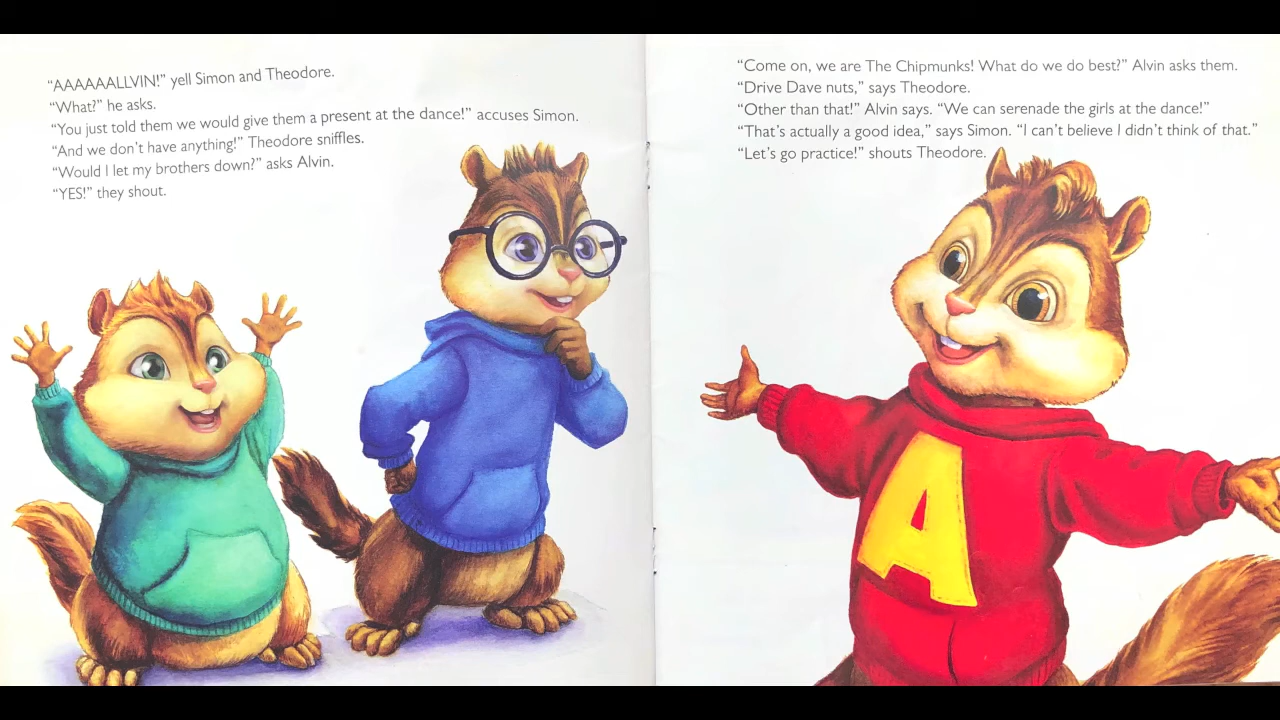 “AAAAAALLVIN!” yell Simon and Theodore.
“What?” he asks.
“You just told them we would give them a present at the dance!” accuses Simon.
“And we don’t have anything!” Theodore sniffles.
“Would I let my brothers down?” asks Alvin.
“YES!” they shout.
“Come on, we are The Chipmunks! What do we do best?” Alvin asks them.
“Drive Dave nuts,” says Theodore.
“Other than that!” Alvin says. “We can serenade the girls at the dance!”
“That’s actually a good idea,” says Simon. “I can’t believe I didn’t think of that.”
“Let’s go practice!” shouts Theodore.
A